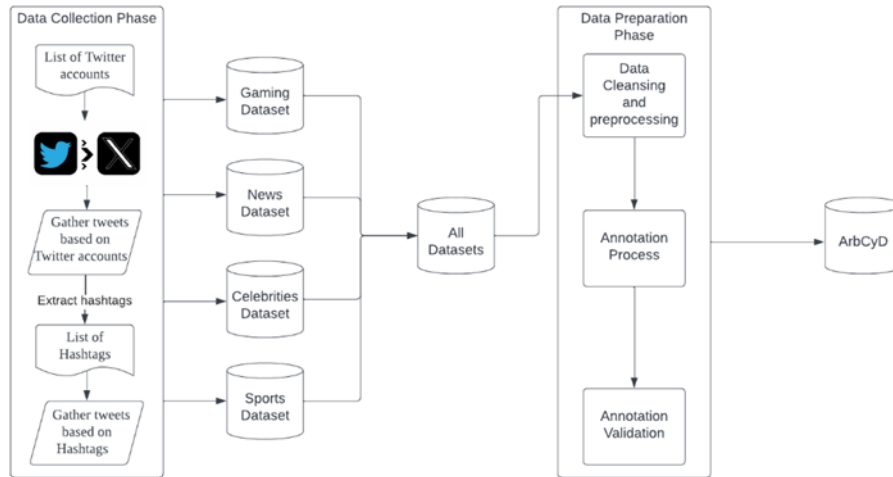 Data Collection Phase
List of Twitter
accounts
Gather tweets
based on
Twitter accounts
Extract hashtags
List of
Hashtags
Gather tweets
based on
Hashtags
Gaming
Dataset
News
Dataset
Celebrities
Dataset
Sports
Dataset
All
Datasets
Data Preparation
Phase
Data
Cleansing
and
preprocessing
Annotation
Process
Annotation
Validation
ArbCyD